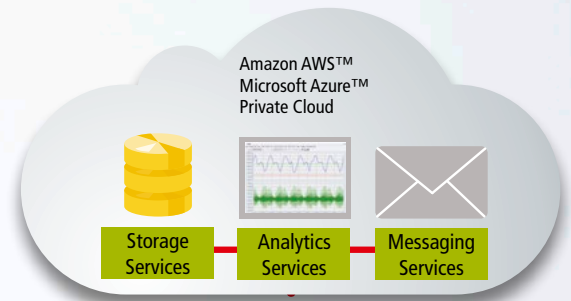 Amazon AWS™
Microsoft Azure™
Private Cloud
Storage
Services
Analytics
Services
Messaging
Services